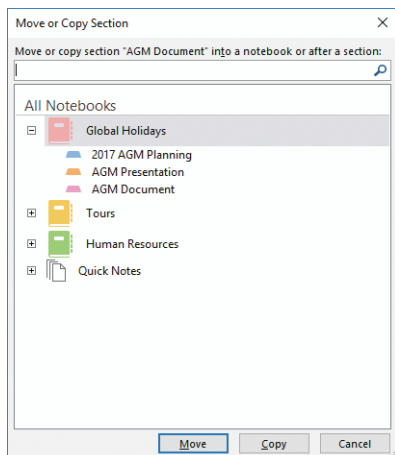 Move or Copy Section
Move or copy section "AGM Document" into a notebook or after a section:
All Notebooks
Global Holidays
2017 AGM Planning
AGM Presentation
AGM Document
Tours
Human Resources
Quick Notes
Move Copy Cancel